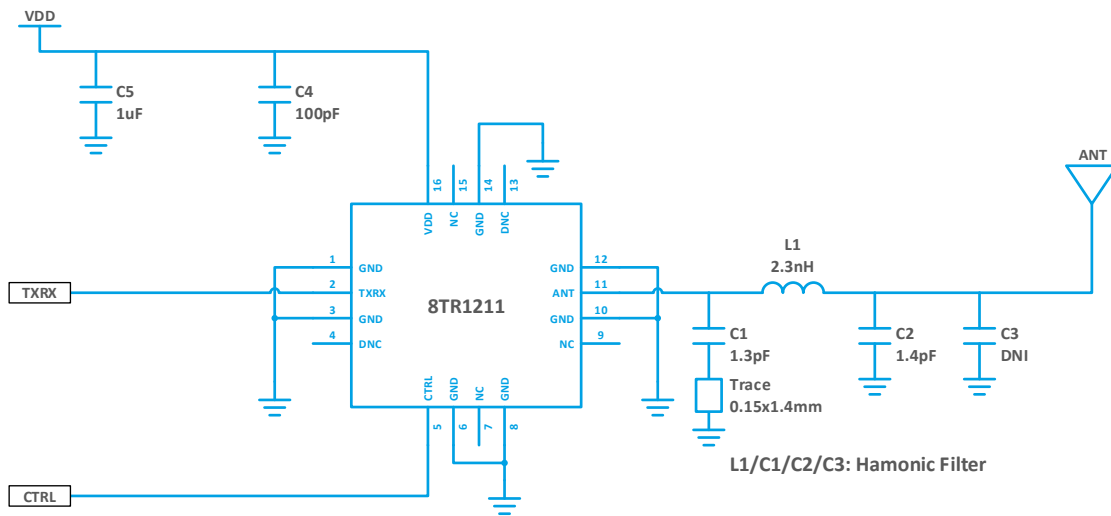 VDD
C5
1uF
C4
100pF
ANT
16
15
14
13
VDD
NC
GND
DNC
L1
2.3nH
1
GND
GND
12
TXRX
2
TXRX
8TR1211
ANT
11
3
GND
GND
10
4
DNC
NC
9
C1
1.3pF
C2
1.4pF
C3
DNI
Trace
0.15x1.4mm
CTRL
GND
NC
GND
5
6
7
8
L1/C1/C2/C3: Hamonic Filter
CTRL